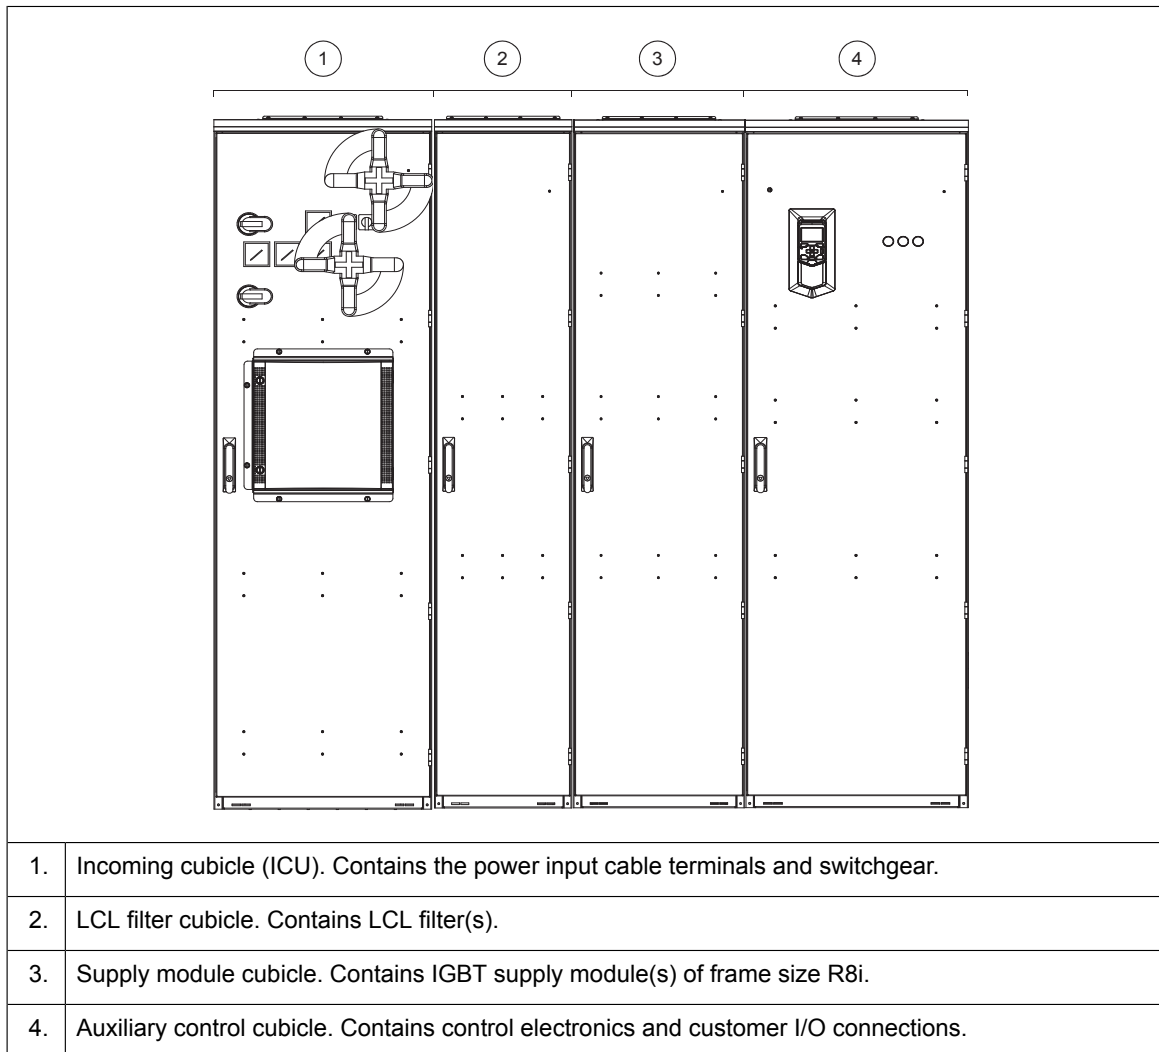 1 2 3 4
1. Incoming cubicle (ICU). Contains the power input cable terminals and switchgear.
2. LCL filter cubicle. Contains LCL filter(s).
3. Supply module cubicle. Contains IGBT supply module(s) of frame size R8i.
4. Auxiliary control cubicle. Contains control electronics and customer I/O connections.